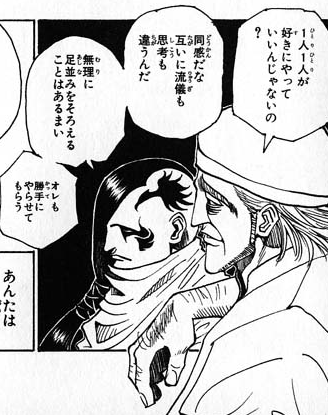 1人1人が
好きにやって
いいんじゃないの
？
同感だな
互いに流儀も
思考も
違うんだ
無理に
足並みをそろえる
ことはあるまい
オレも
勝手に
やらせて
もらう
あんたは